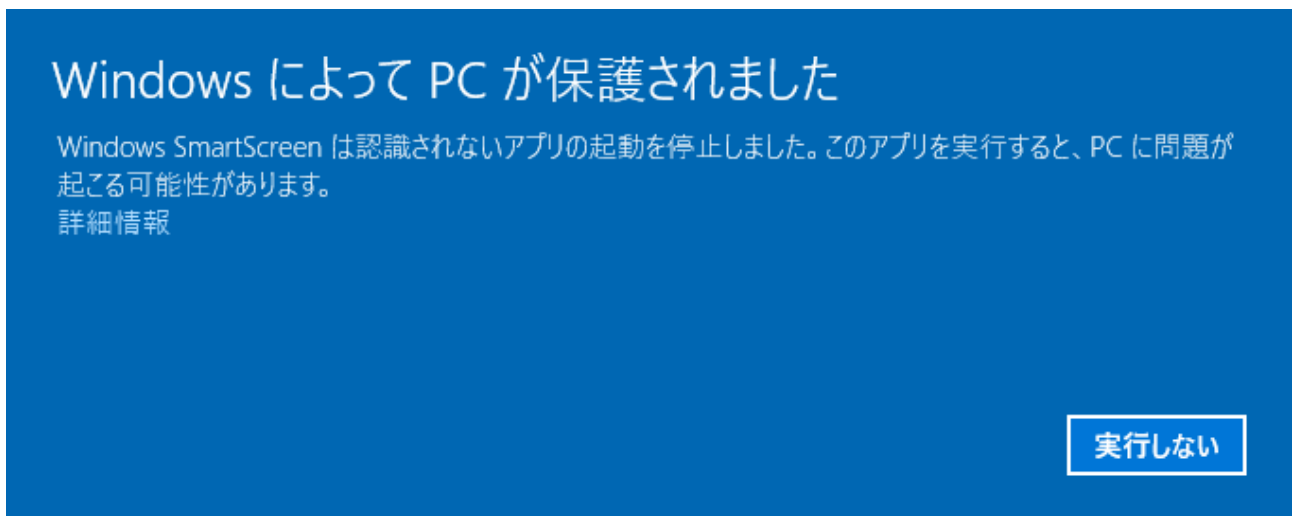 Windows によって PC が保護されました
Windows SmartScreen は認識されないアプリの起動を停止しました。このアプリを実行すると、PC に問題が
起こる可能性があります。
詳細情報
実行しない